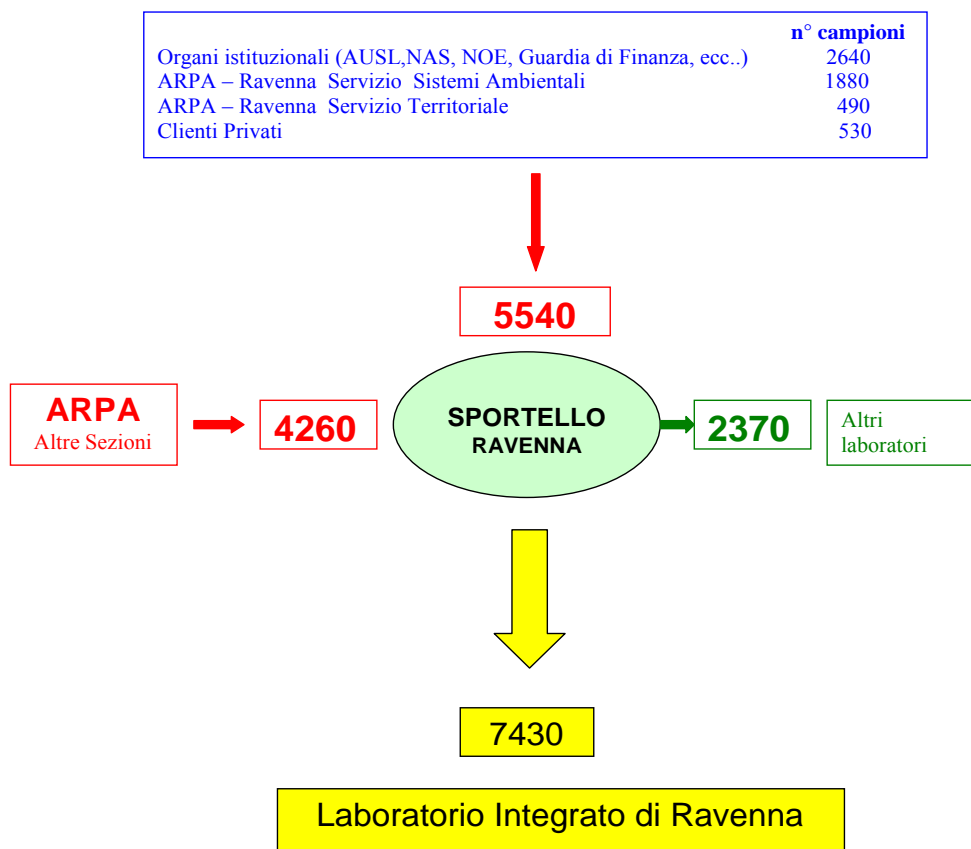 n° campioni
Organi istituzionali (AUSL,NAS, NOE, Guardia di Finanza, ecc..) 2640
ARPA – Ravenna Servizio Sistemi Ambientali 1880
ARPA – Ravenna Servizio Territoriale 490
Clienti Privati 530
5540
ARPA
Altre Sezioni
4260
SPORTELLO
RAVENNA
2370
Altri
laboratori
7430
Laboratorio Integrato di Ravenna